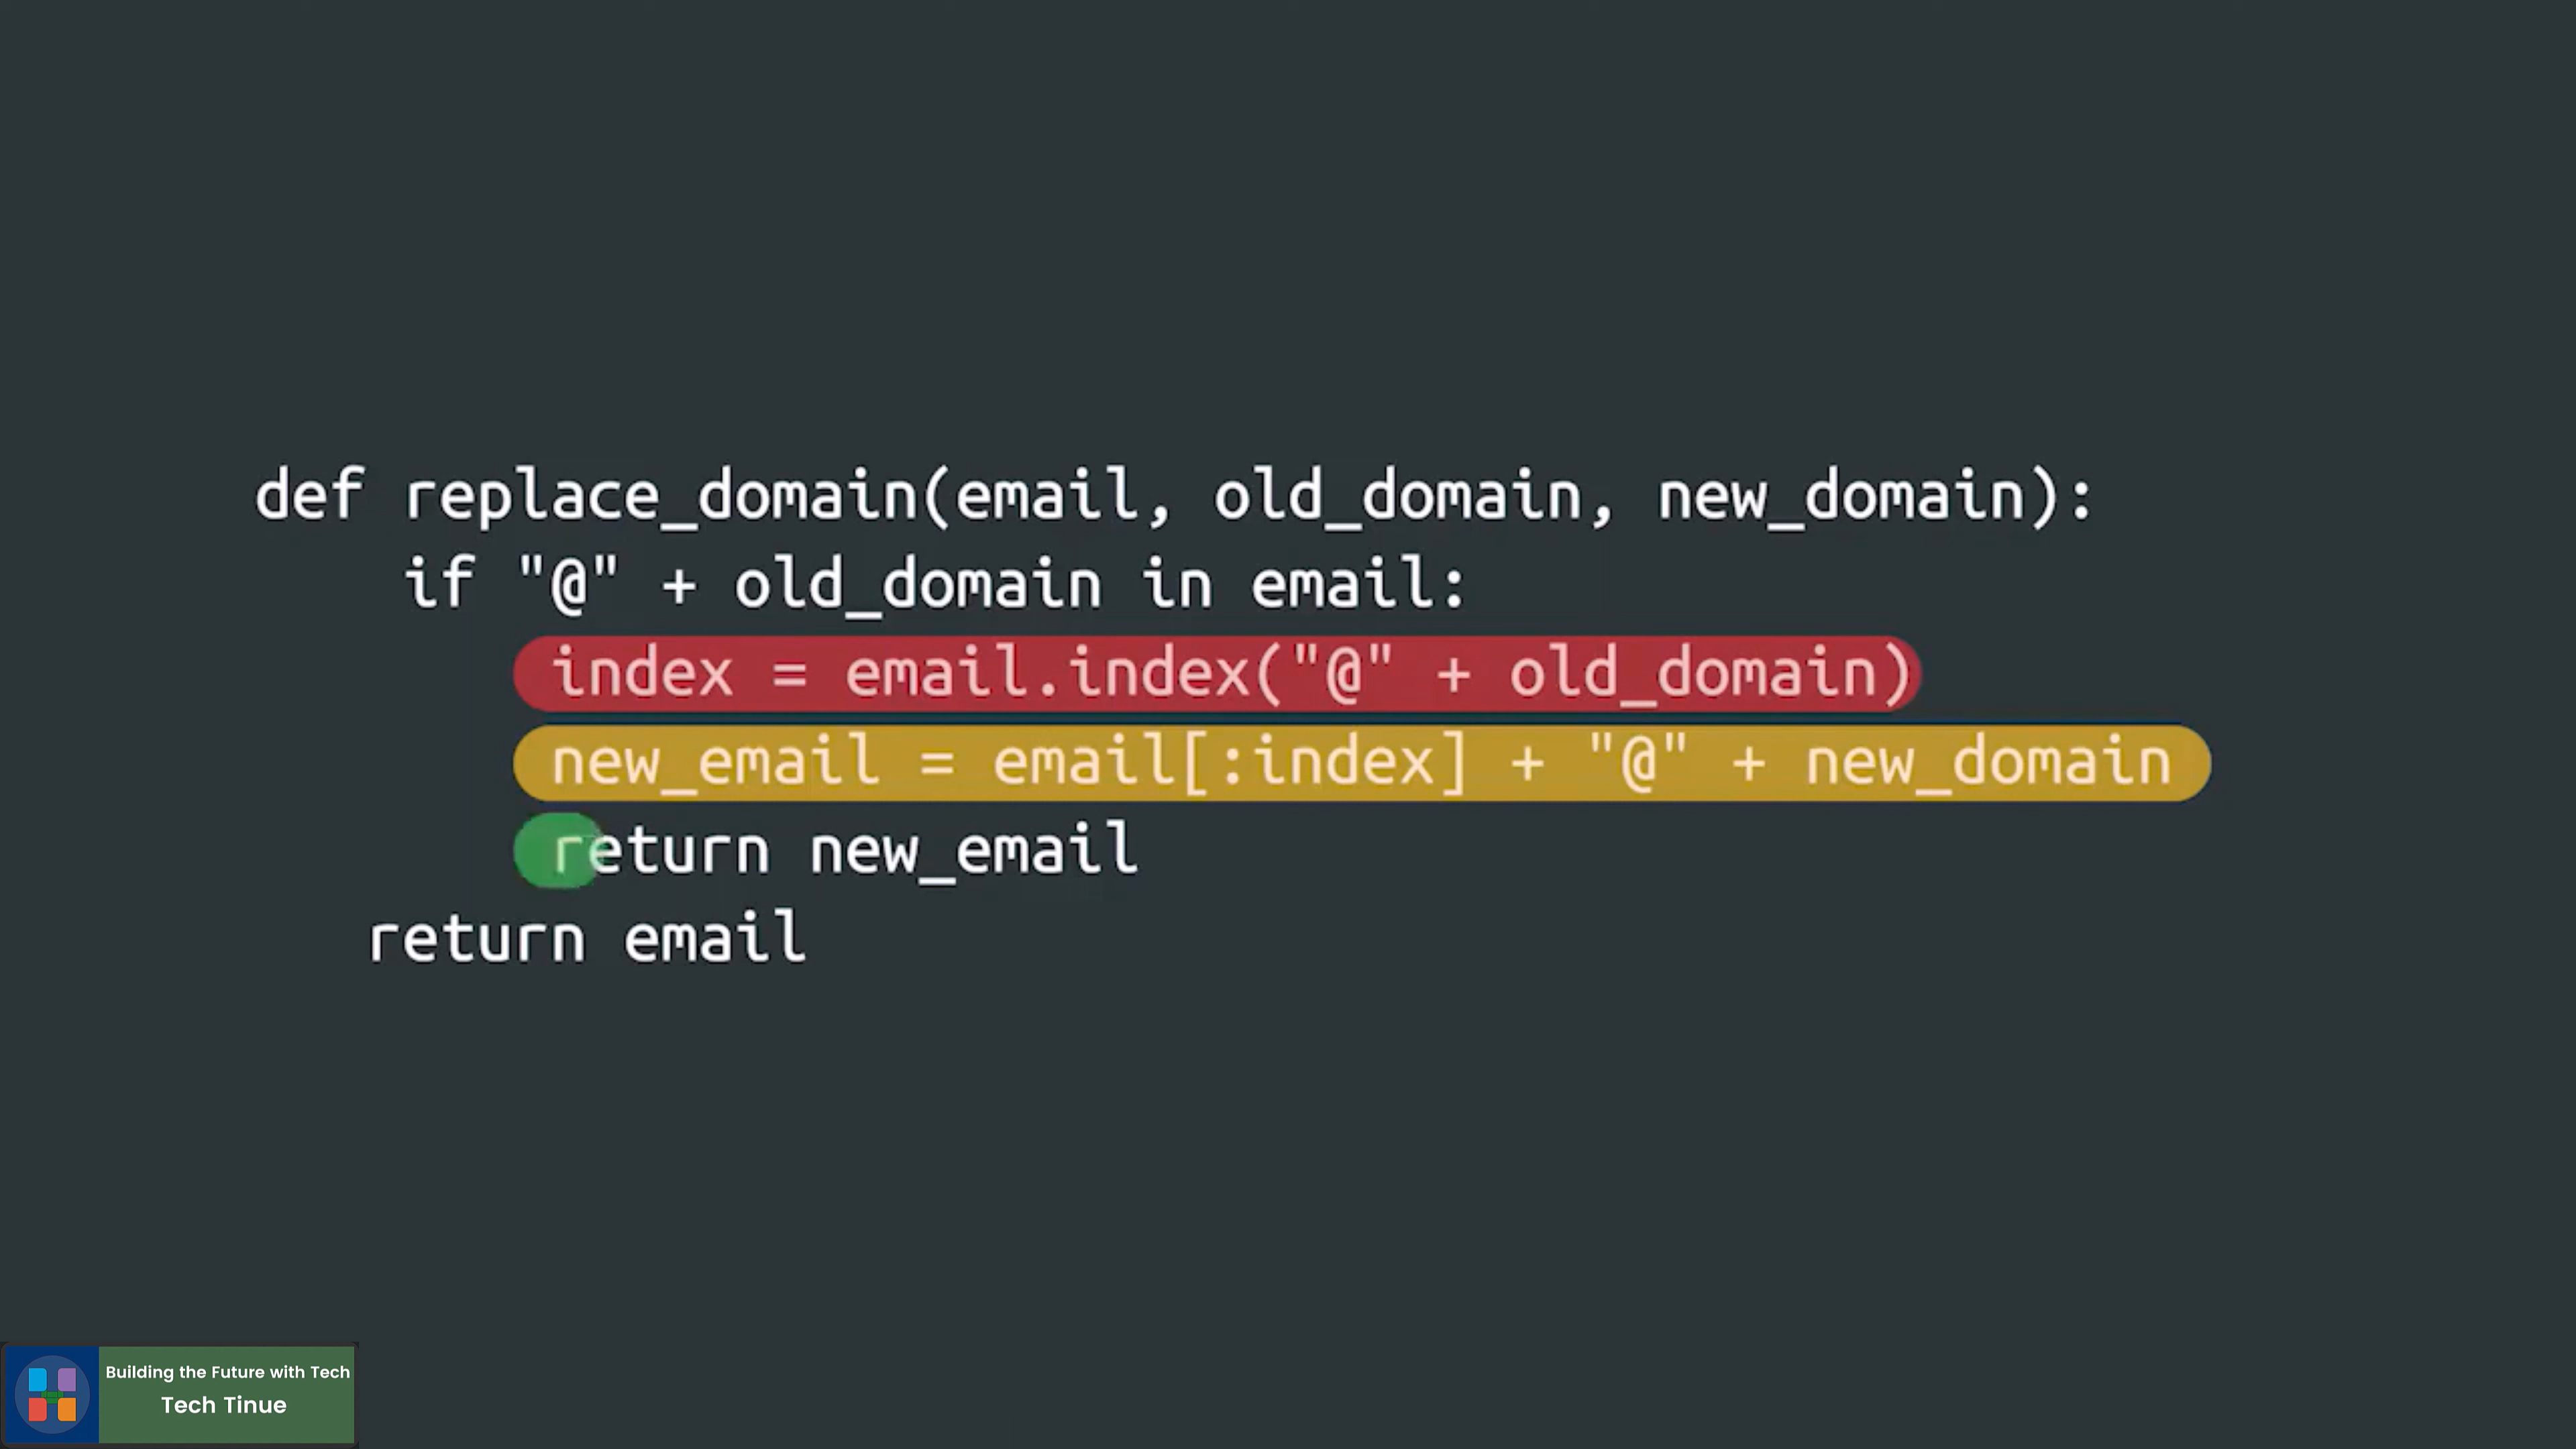 def replace_domain(email, old_domain, new_domain):
    if "@" + old_domain in email:
        index = email.index("@" + old_domain)
        new_email = email[:index] + "@" + new_domain
        return new_email
   return email
Building the Future with Tech
Tech Tinue